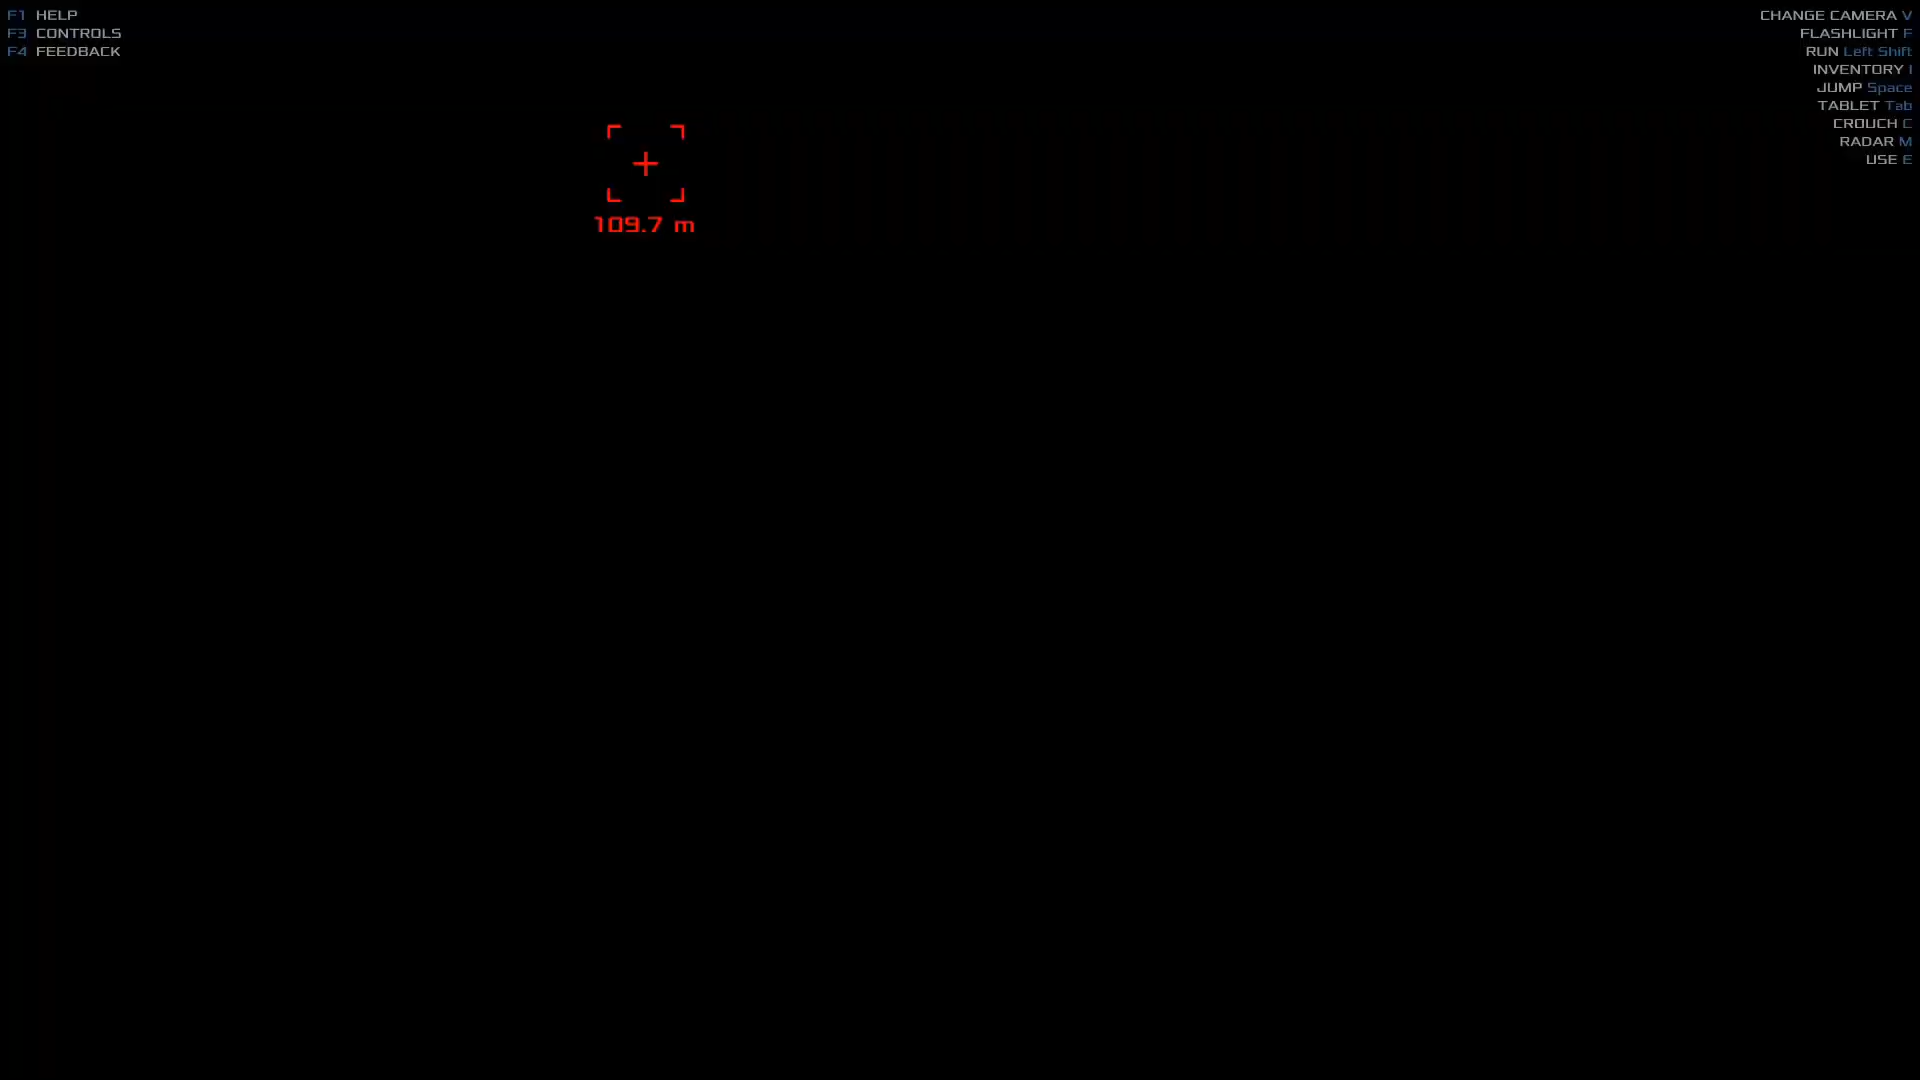 F1 HELP
F3 CONTROLS
F4 FEEDBACK
CHANGE CAMERA V
FLASHLIGHT F
RUN Left Shift
INVENTORY I
JUMP Space
TABLET Tab
CROUCH C
RADAR M
USE E
109.7 m